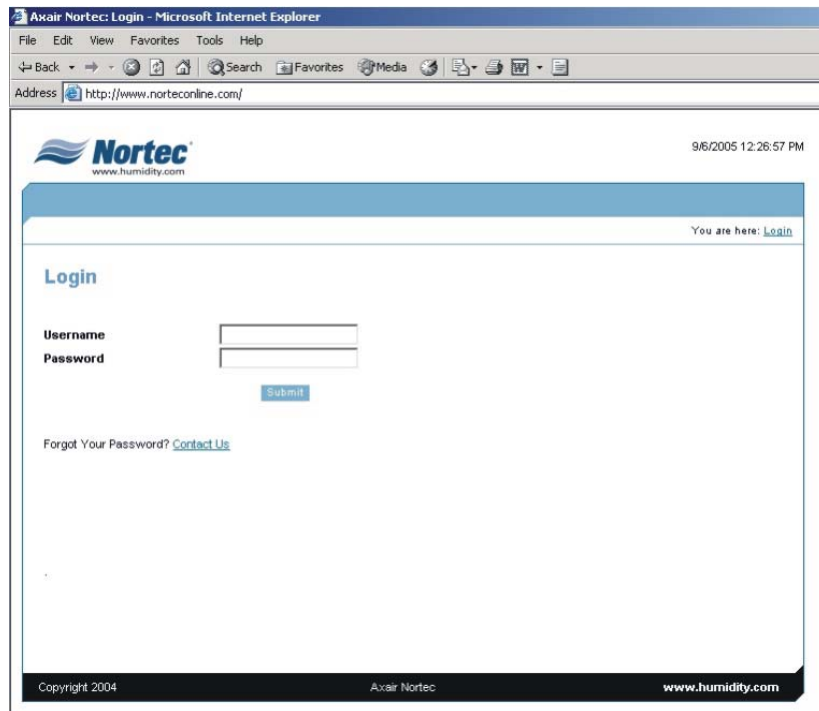 Axair Nortec: Login - Microsoft Internet Explorer
File Edit View Favorites Tools Help
Back Search Favorites Media
Address http://www.norteconline.com/
Nortec
www.humidity.com
9/6/2005 12:26:57 PM
You are here: Login
Login
Username
Password
Submit
Forgot Your Password? Contact Us
Copyright 2004 Axair Nortec www.humidity.com